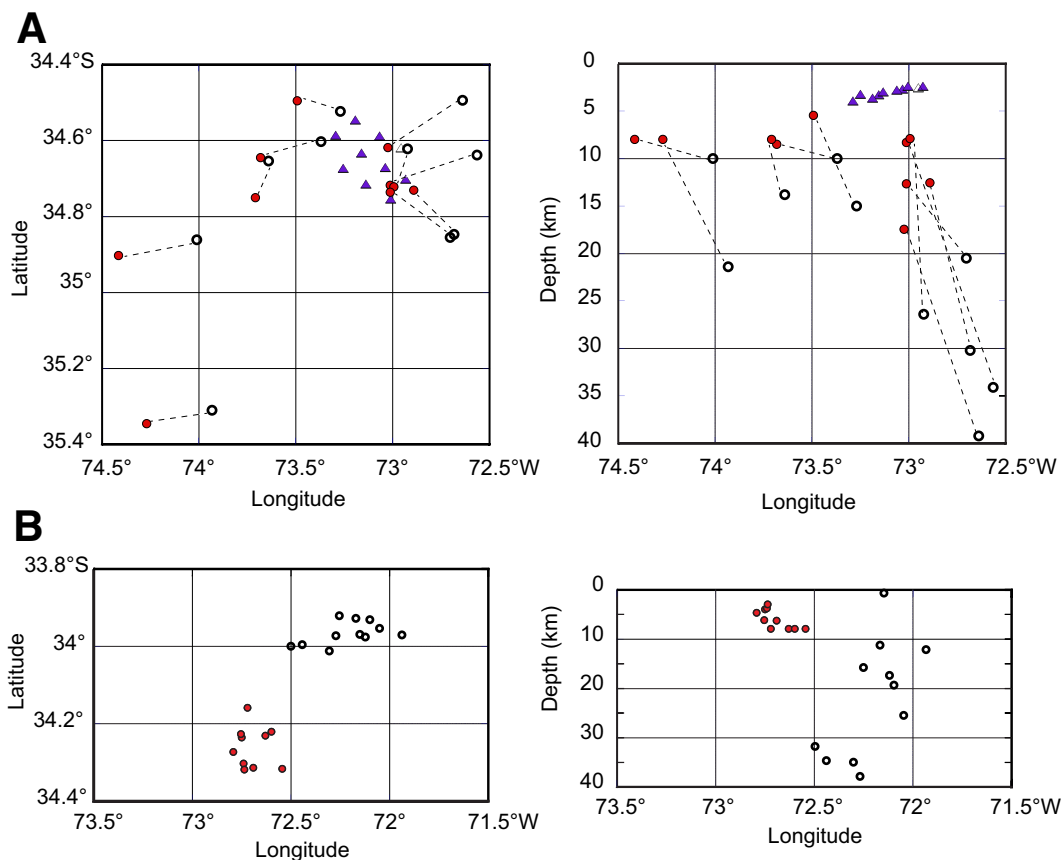 A
34.4°S
34.6°
34.8°
35°
35.2°
35.4°
Latitude
74.5°
74°
73.5°
73°
72.5°W
Longitude
0
5
10
15
20
25
30
35
40
Depth (km)
74.5°
74°
73.5°
73°
72.5°W
Longitude
B
33.8°S
34°
34.2°
34.4°
Latitude
73.5°
73°
72.5°
72°
71.5°W
Longitude
0
10
20
30
40
Depth (km)
73.5°
73°
72.5°
72°
71.5°W
Longitude